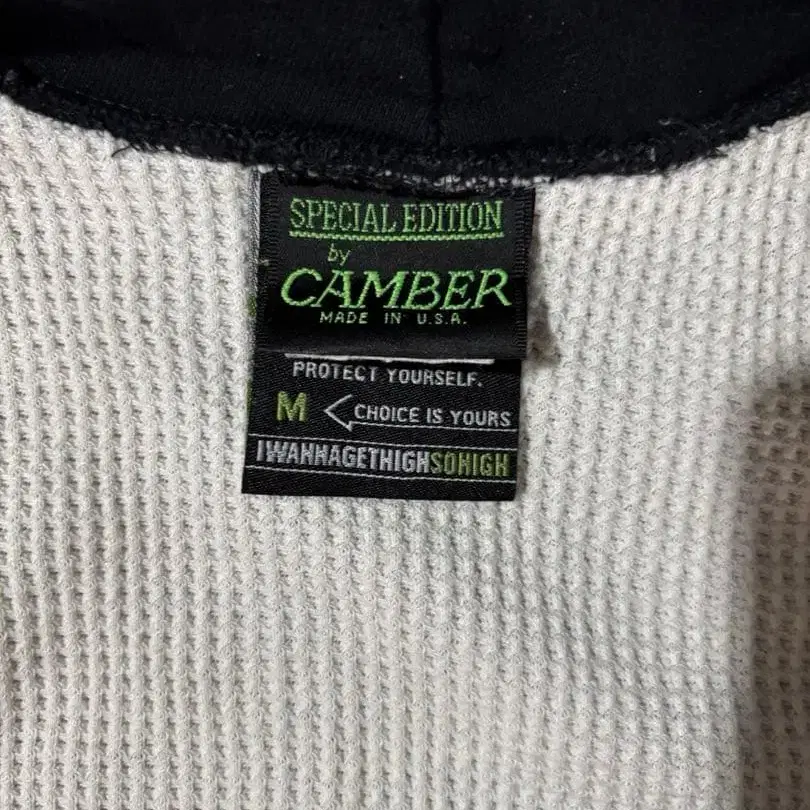 SPECIAL EDITION
by
CAMBER
MADE IN U.S.A.
PROTECT YOURSELF.
M CHOICE IS YOURS
IWANNAGETHIGHSOHIGH